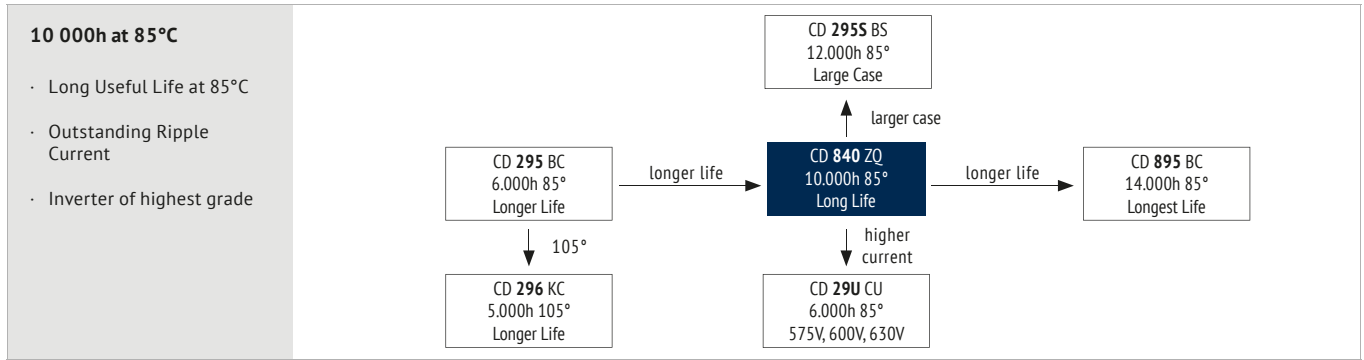 10 000h at 85°C
· Long Useful Life at 85°C
· Outstanding Ripple
Current
· Inverter of highest grade
CD 295S BS
12.000h 85°
Large Case
larger case
CD 295 BC
6.000h 85°
Longer Life
longer life
CD 840 ZQ
10.000h 85°
Long Life
longer life
CD 895 BC
14.000h 85°
Longest Life
105°
higher
current
CD 296 KC
5.000h 105°
Longer Life
CD 29U CU
6.000h 85°
575V, 600V, 630V